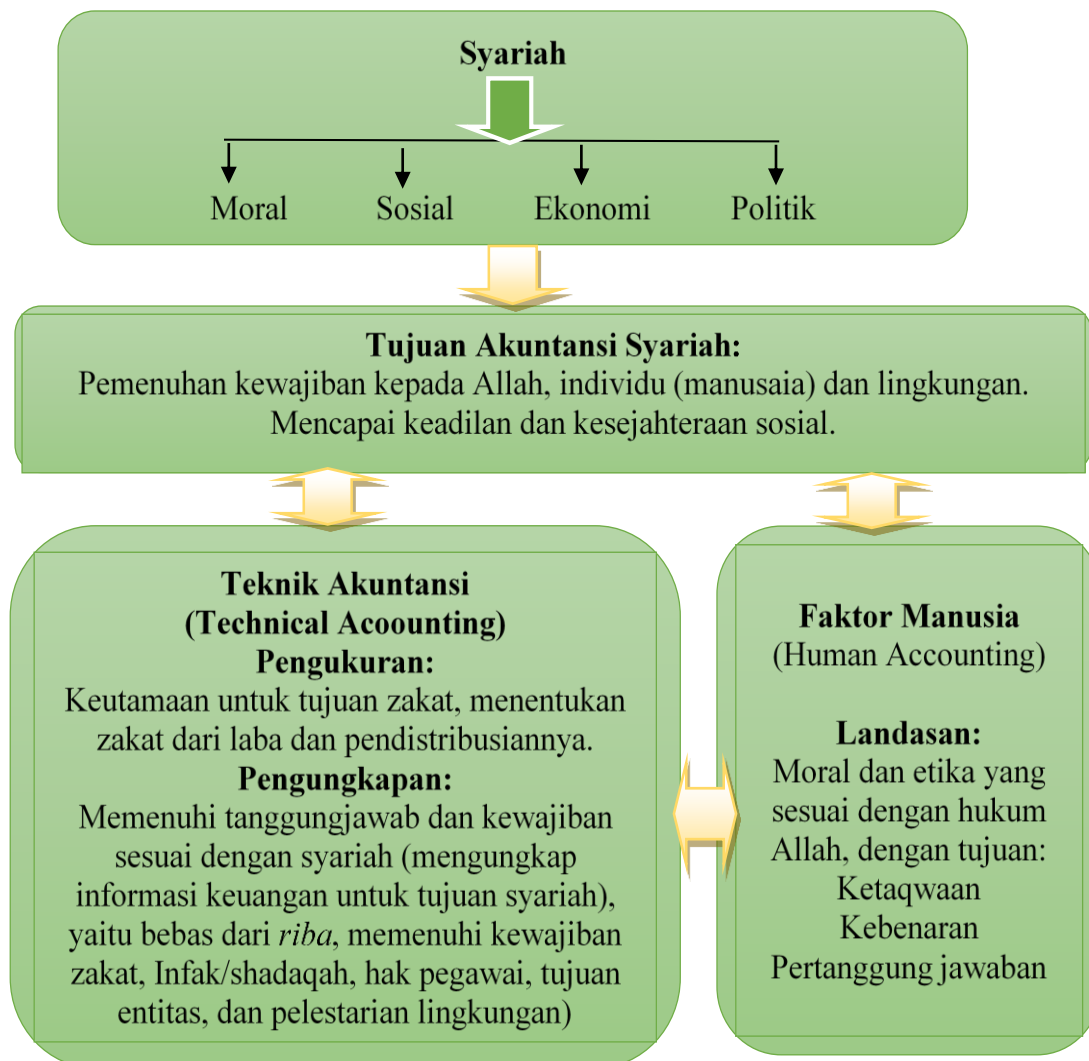 Syariah
Moral Sosial Ekonomi Politik
Tujuan Akuntansi Syariah:
Pemenuhan kewajiban kepada Allah, individu (manusaia) dan lingkungan.
Mencapai keadilan dan kesejahteraan sosial.
Teknik Akuntansi
(Technical Acoounting)
Pengukuran:
Keutamaan untuk tujuan zakat, menentukan
zakat dari laba dan pendistribusiannya.
Pengungkapan:
Memenuhi tanggungjawab dan kewajiban
sesuai dengan syariah (mengungkap
informasi keuangan untuk tujuan syariah),
yaitu bebas dari riba, memenuhi kewajiban
zakat, Infak/shadaqah, hak pegawai, tujuan
entitas, dan pelestarian lingkungan)
Faktor Manusia
(Human Accounting)
Landasan:
Moral dan etika yang
sesuai dengan hukum
Allah, dengan tujuan:
Ketaqwaan
Kebenaran
Pertanggung jawaban